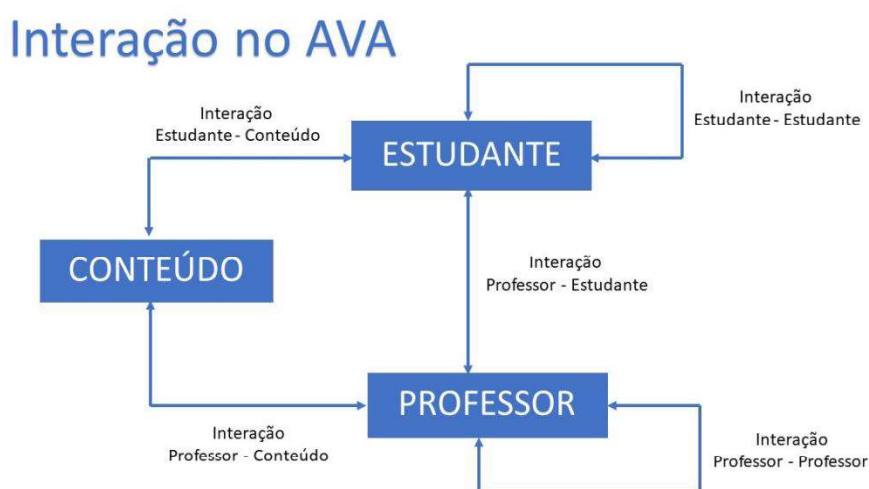 Interação no AVA
Interação
Estudante - Conteúdo
ESTUDANTE
Interação
Estudante - Estudante
CONTEÚDO
Interação
Professor - Estudante
PROFESSOR
Interação
Professor - Conteúdo
Interação
Professor - Professor